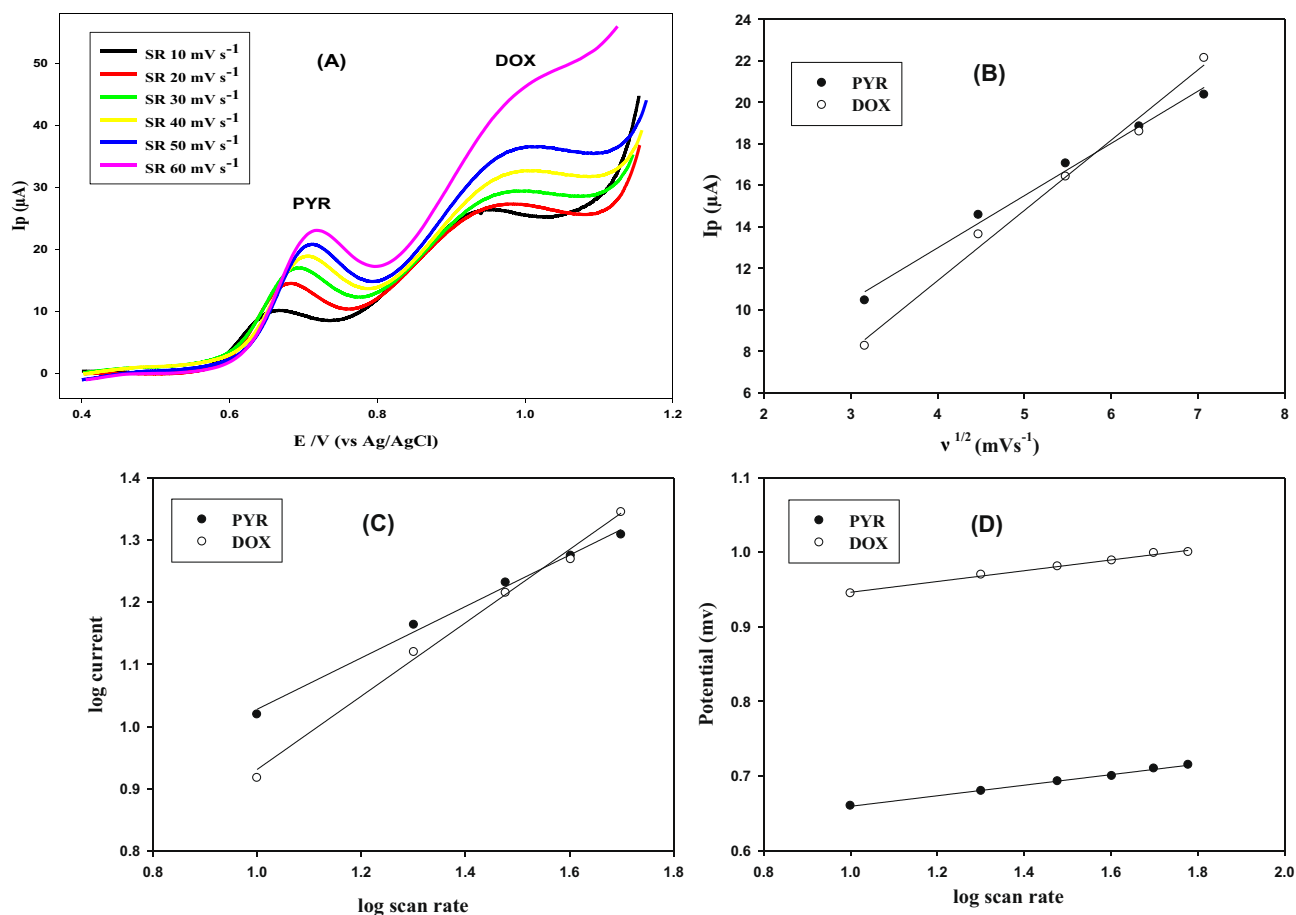 (A)
DOX
PYR
SR 10 mV s-1
SR 20 mV s-1
SR 30 mV s-1
SR 40 mV s-1
SR 50 mV s-1
SR 60 mV s-1
Ip (µA)
50
40
30
20
10
0
0.4 0.6 0.8 1.0 1.2
E /V (vs Ag/AgCl)
(B)
PYR
DOX
Ip (µA)
24
22
20
18
16
14
12
10
8
6
2 3 4 5 6 7 8
ν 1/2 (mVs-1)
(C)
PYR
DOX
log current
1.4
1.3
1.2
1.1
1.0
0.9
0.8
0.8 1.0 1.2 1.4 1.6 1.8
log scan rate
(D)
PYR
DOX
Potential (mv)
1.1
1.0
0.9
0.8
0.7
0.6
0.8 1.0 1.2 1.4 1.6 1.8 2.0
log scan rate